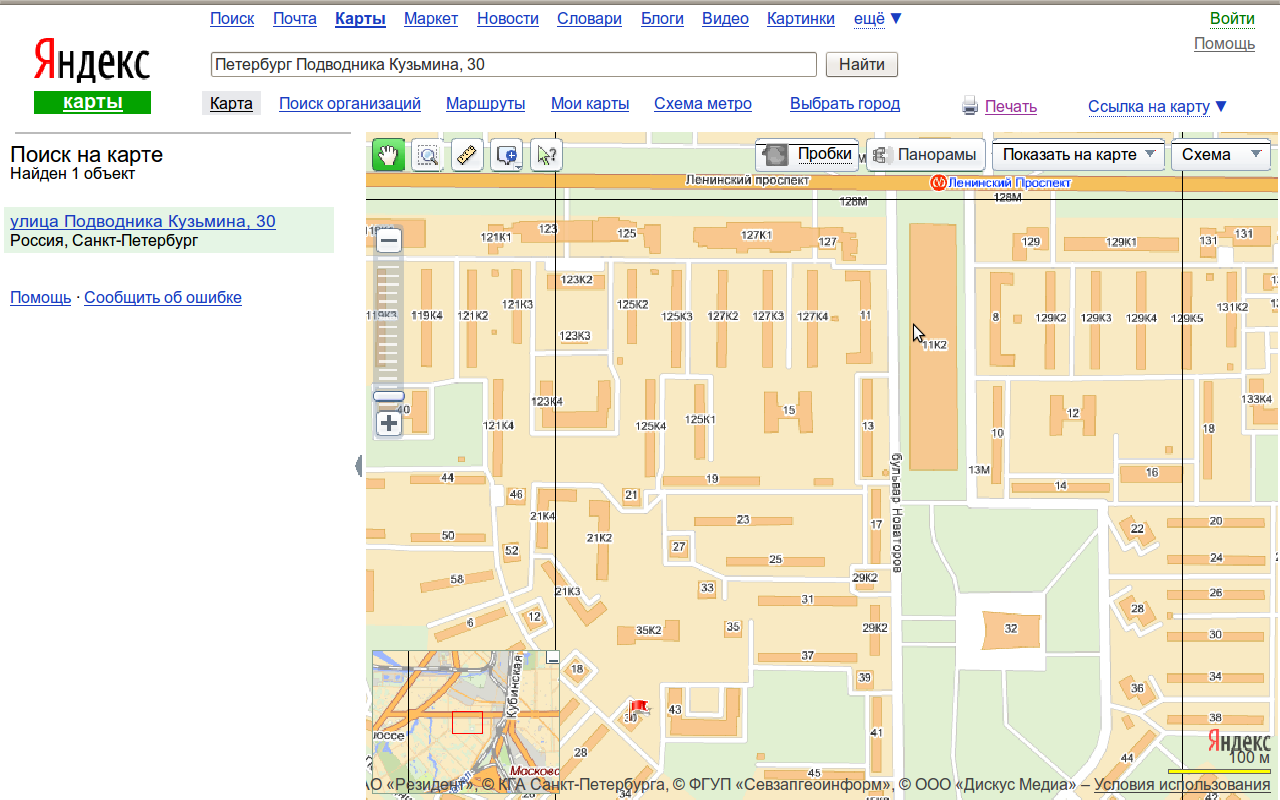 Поиск Почта Карты Маркет Новости Словари Блоги Видео Картинки ещё ▼
Войти
Помощь
Яндекс
карты
Петербург Подводника Кузьмина, 30
Найти
Карта Поиск организаций Маршруты Мои карты Схема метро Выбрать город
Печать
Ссылка на карту ▼
Поиск на карте
Найден 1 объект
улица Подводника Кузьмина, 30
Россия, Санкт-Петербург
Помощь · Сообщить об ошибке
Пробки
Панорамы
Показать на карте
Схема
Ленинский проспект
Ленинский Проспект
128М 128М
121К1 123 125 127К1 127 129 129К1 131 131
123К2
119К3 119К4 121К2 121К3 125К2 125К3 127К2 127К3 127К4 11 8 129К2 129К3 129К4 129К5 131К2
123К3
11К2
40 123К4 15 12 133К4
121К4 125К4 125К1 13 10 18
13М
44 19 14 16
46 21
21К4 23 17 20
50 21К2 22
бульвар Новаторов
52 27 25 24
58 21К3 33 29К2 26
31 28
6 12 35К2 35 29К2 32 30
37
18 39 34
36
30 43 38
41
28 44
45
Кубинская
Московс
Яндекс
100 м
АО «Резидент», © КГА Санкт-Петербурга, © ФГУП «Севзапгеоинформ», © ООО «Дискус Медиа» – Условия использования